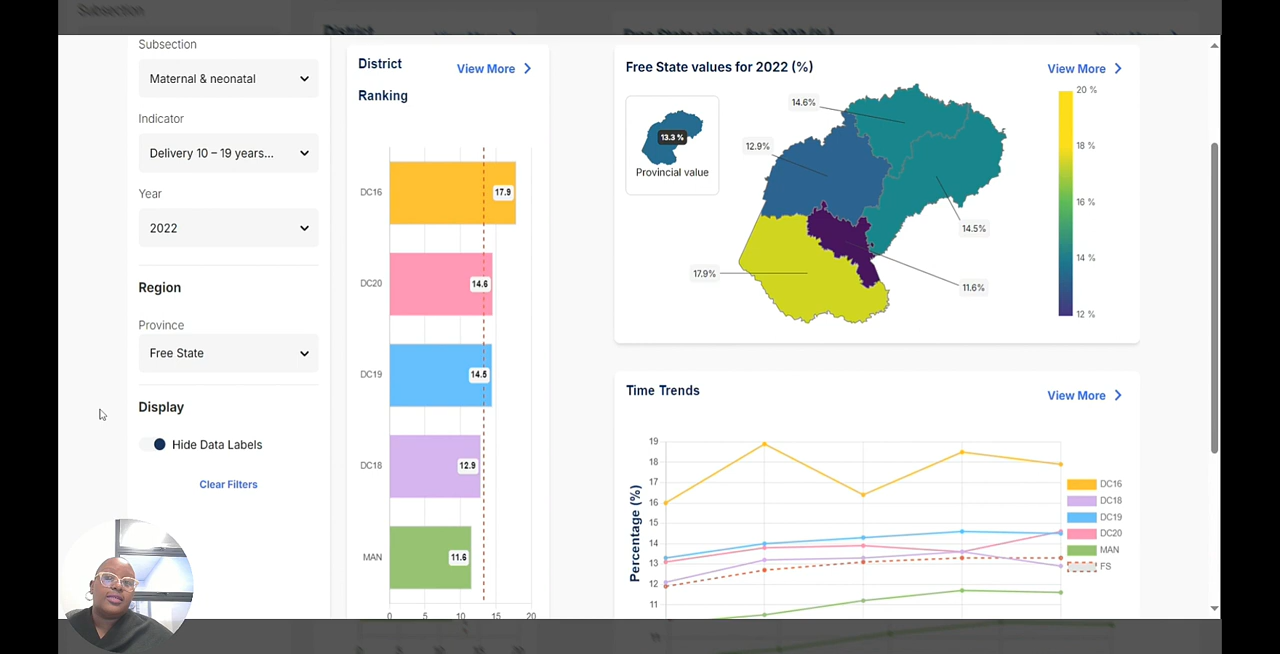 Subsection
Subsection
Maternal & neonatal
Indicator
Delivery 10 – 19 years...
Year
2022
Region
Province
Free State
Display
Hide Data Labels
Clear Filters
District
Ranking
View More
DC16
17.9
DC20
14.6
DC19
14.5
DC18
12.9
MAN
11.6
0
5
10
15
20
Free State values for 2022 (%)
View More
13.3 %
Provincial value
14.6%
12.9%
14.5%
17.9%
11.6%
20 %
18 %
16 %
14 %
12 %
Time Trends
View More
Percentage (%)
19
18
17
16
15
14
13
12
11
DC16
DC18
DC19
DC20
MAN
FS